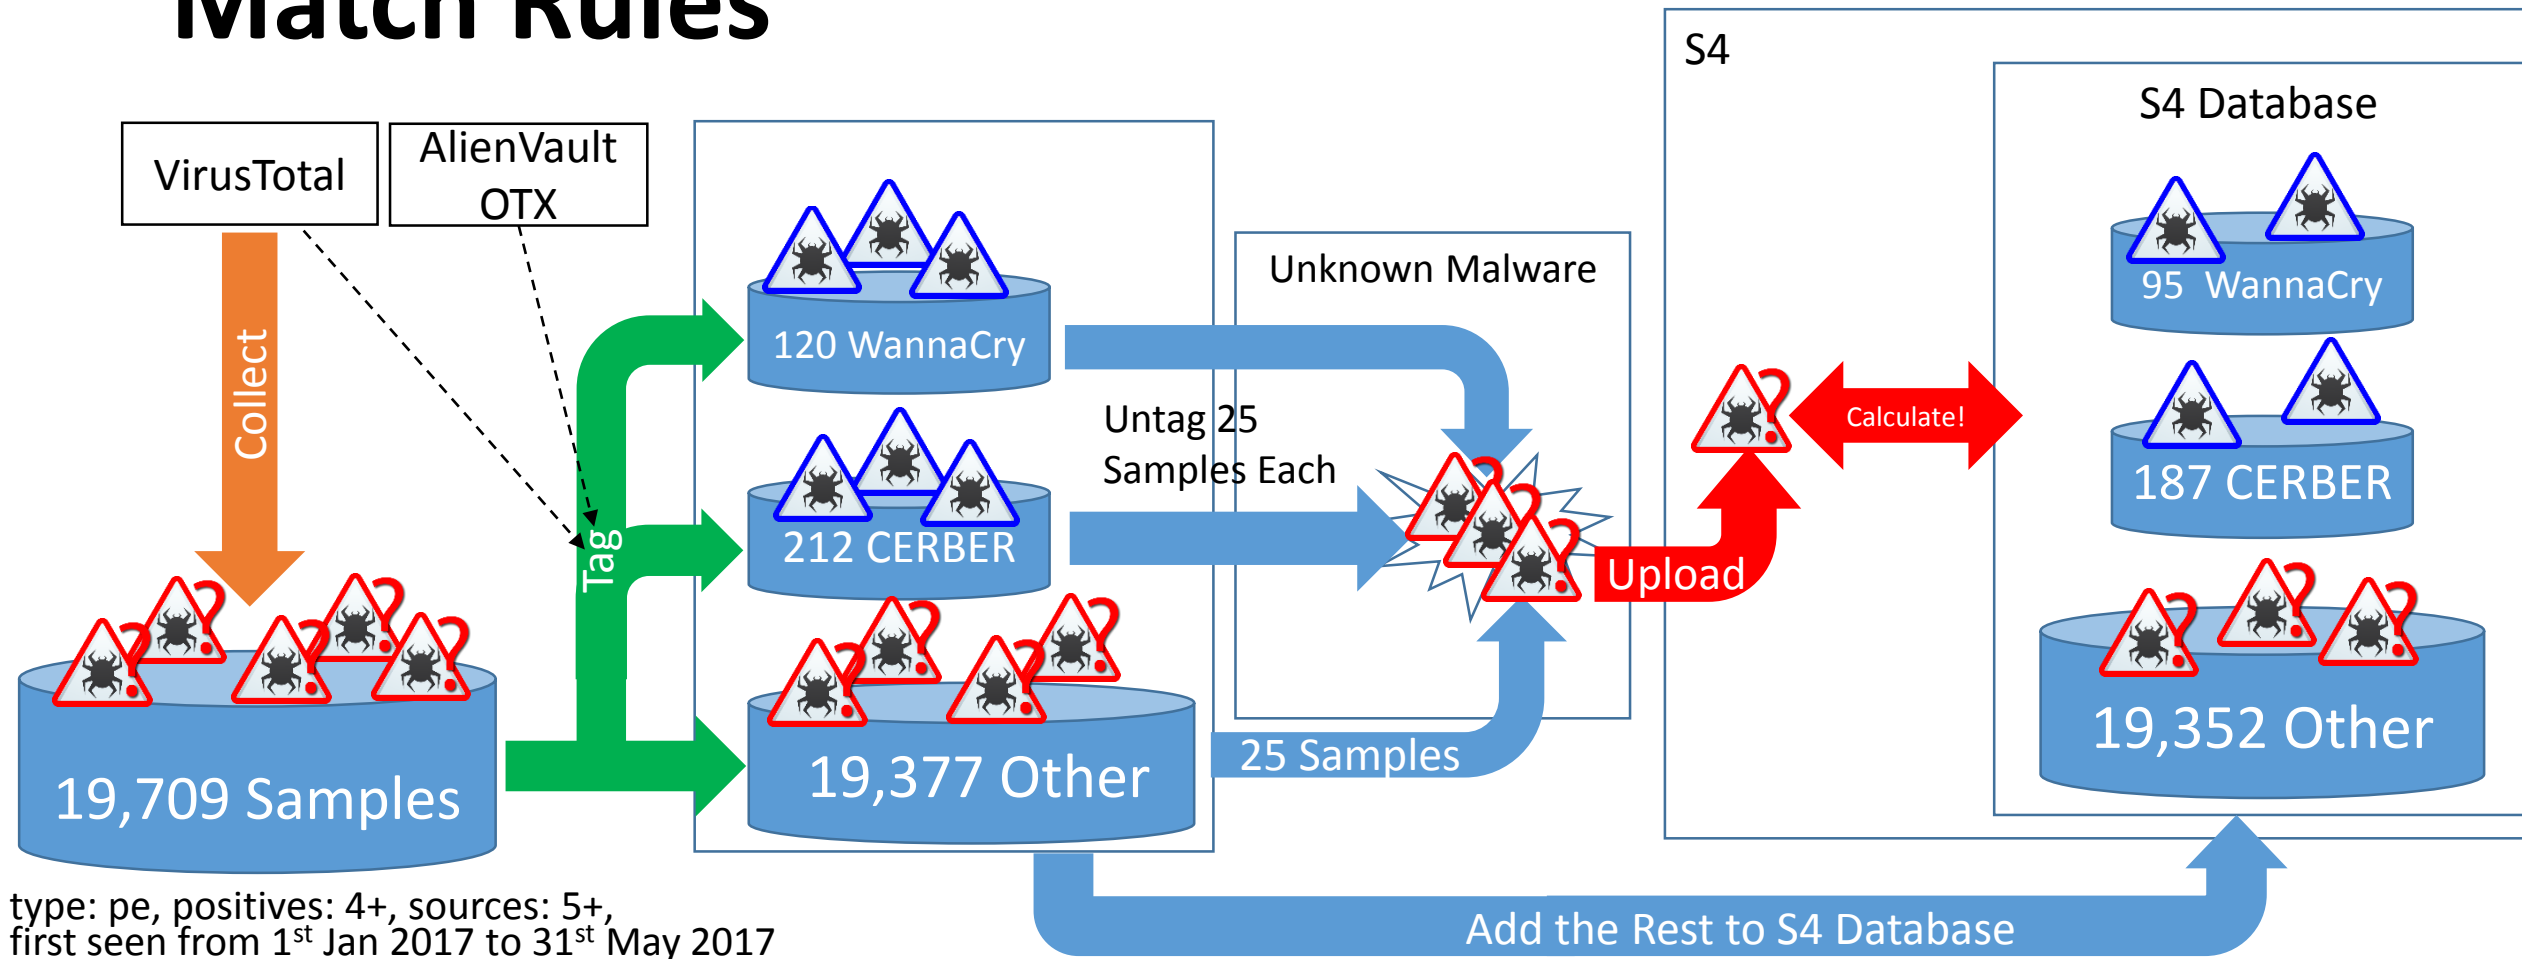 Match Rules
S4
S4 Database
VirusTotal
AlienVault
OTX
95 WannaCry
Unknown Malware
120 WannaCry
Collect
Calculate!
Untag 25
Samples Each
187 CERBER
212 CERBER
Tag
Upload
19,352 Other
25 Samples
19,377 Other
19,709 Samples
type: pe, positives: 4+, sources: 5+,
first seen from 1st Jan 2017 to 31st May 2017
Add the Rest to S4 Database